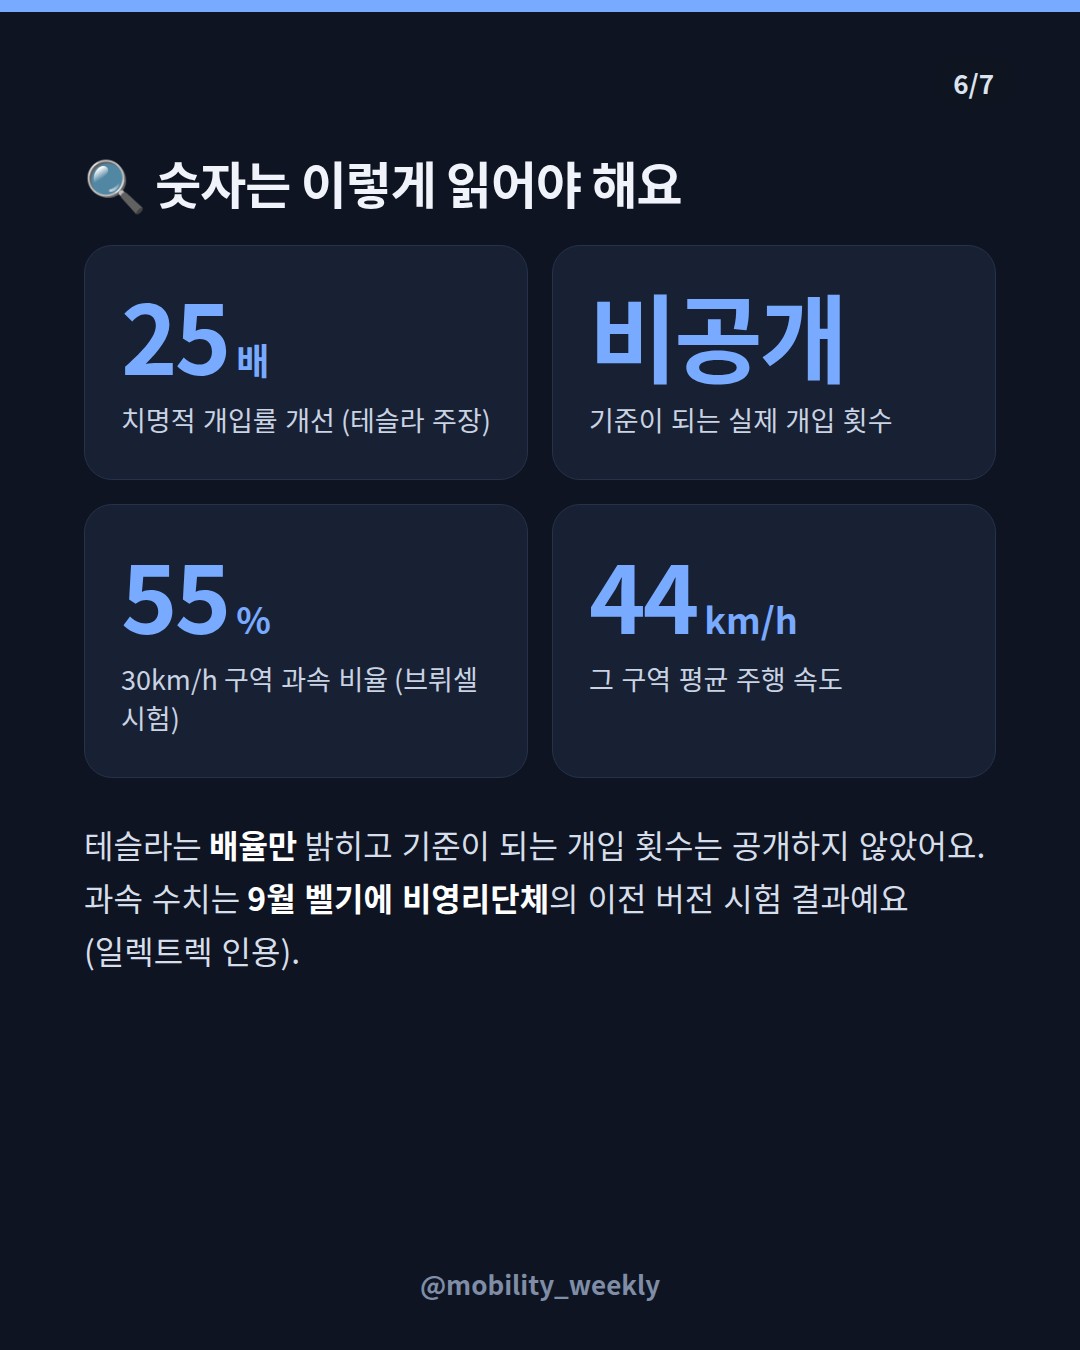 6/7
🔍 숫자는 이렇게 읽어야 해요
25배
치명적 개입률 개선 (테슬라 주장)
비공개
기준이 되는 실제 개입 횟수
55%
30km/h 구역 과속 비율 (브뤼셀
시험)
44km/h
그 구역 평균 주행 속도
테슬라는 배율만 밝히고 기준이 되는 개입 횟수는 공개하지 않았어요.
과속 수치는 9월 벨기에 비영리단체의 이전 버전 시험 결과예요
(일렉트렉 인용).
@mobility_weekly